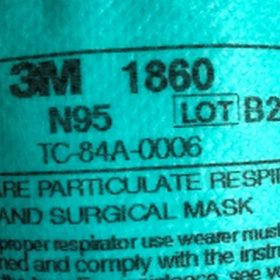 3M 1860
N95 LOT B2
TC-84A-0006
ARE PARTICULATE RESPI
AND SURGICAL MASK
proper respirator use wearer must
and comply with the instr